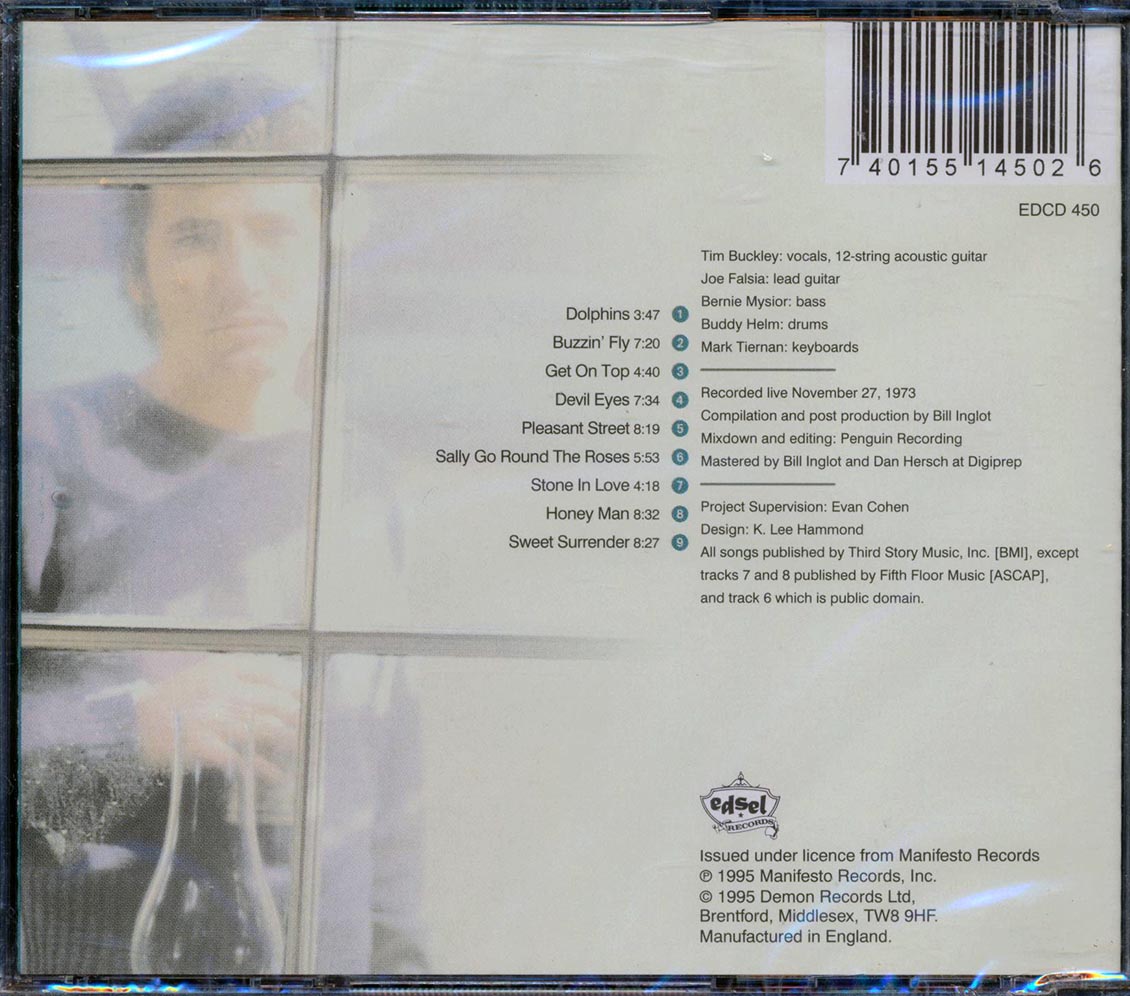 7 40155 14502 6
EDCD 450
Dolphins 3:47 1
Buzzin' Fly 7:20 2
Get On Top 4:40 3
Devil Eyes 7:34 4
Pleasant Street 8:19 5
Sally Go Round The Roses 5:53 6
Stone In Love 4:18 7
Honey Man 8:32 8
Sweet Surrender 8:27 9
Tim Buckley: vocals, 12-string acoustic guitar
Joe Falsia: lead guitar
Bernie Mysior: bass
Buddy Helm: drums
Mark Tiernan: keyboards
Recorded live November 27, 1973
Compilation and post production by Bill Inglot
Mixdown and editing: Penguin Recording
Mastered by Bill Inglot and Dan Hersch at Digiprep
Project Supervision: Evan Cohen
Design: K. Lee Hammond
All songs published by Third Story Music, Inc. [BMI], except
tracks 7 and 8 published by Fifth Floor Music [ASCAP],
and track 6 which is public domain.
edsel
RECORDS
Issued under licence from Manifesto Records
℗ 1995 Manifesto Records, Inc.
© 1995 Demon Records Ltd,
Brentford, Middlesex, TW8 9HF.
Manufactured in England.